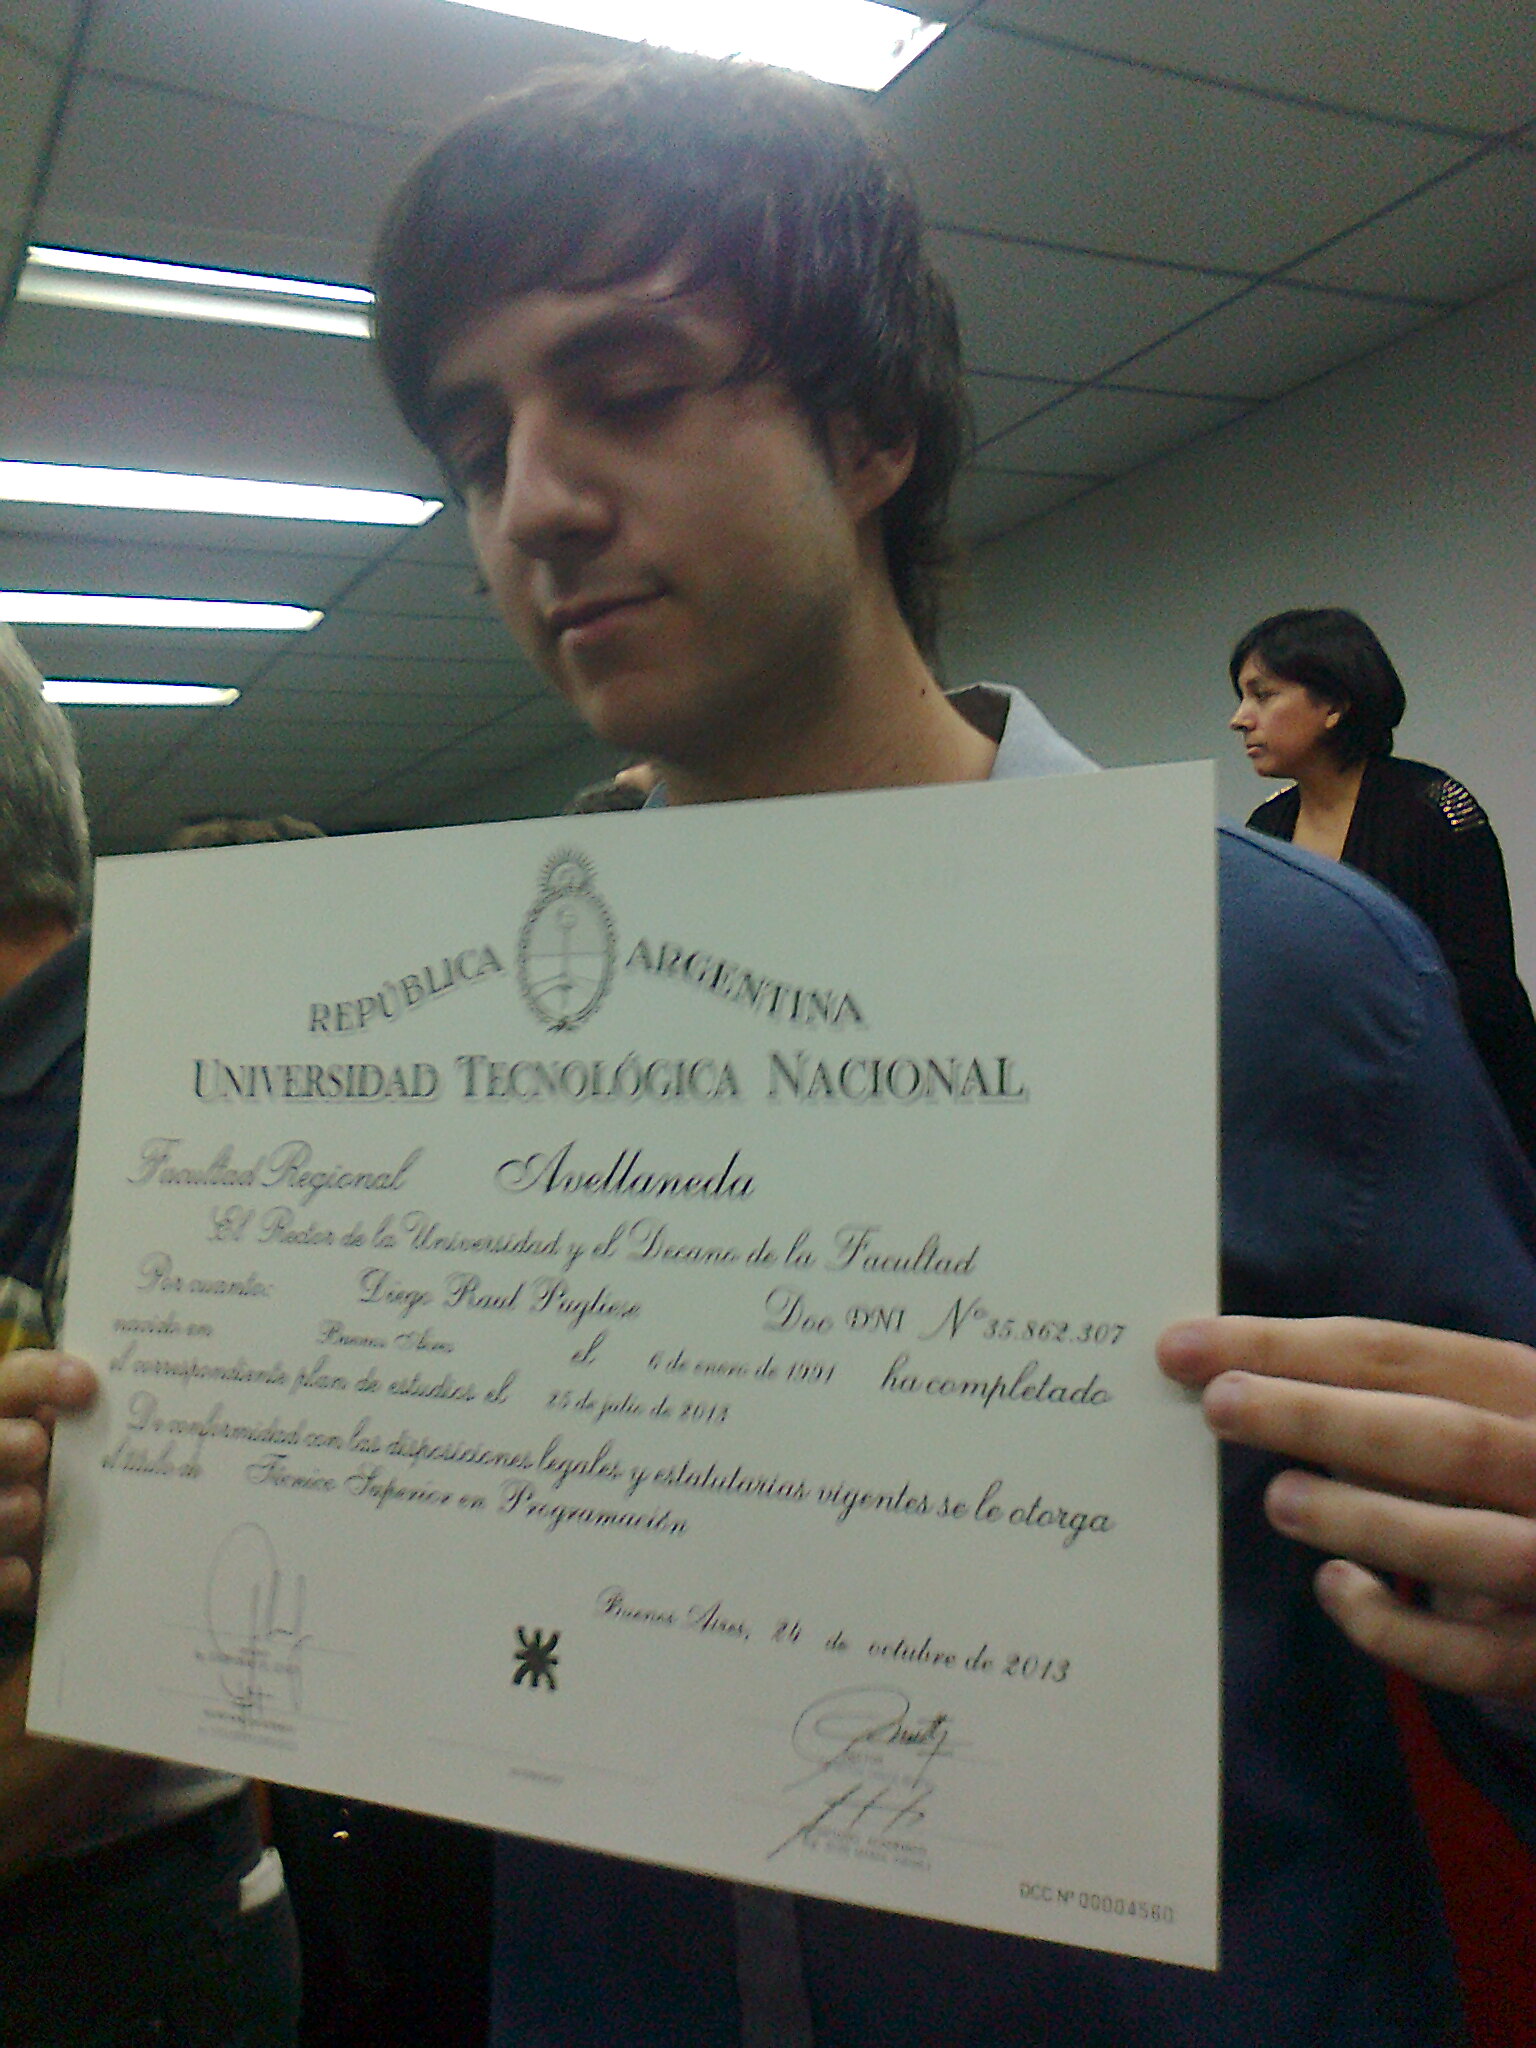 REPÚBLICA ARGENTINA
UNIVERSIDAD TECNOLÓGICA NACIONAL
Facultad Regional Avellaneda
El Rector de la Universidad y el Decano de la Facultad
Por cuanto: Diego Raul Pugliese Doc DNI Nº 35.862.307
nacido en Buenos Aires el 6 de enero de 1991 ha completado
el correspondiente plan de estudios el 25 de julio de 2013
De conformidad con las disposiciones legales y estatutarias vigentes se le otorga
el título de Técnico Superior en Programación
Buenos Aires, 24 de octubre de 2013
DCC Nº 00004560